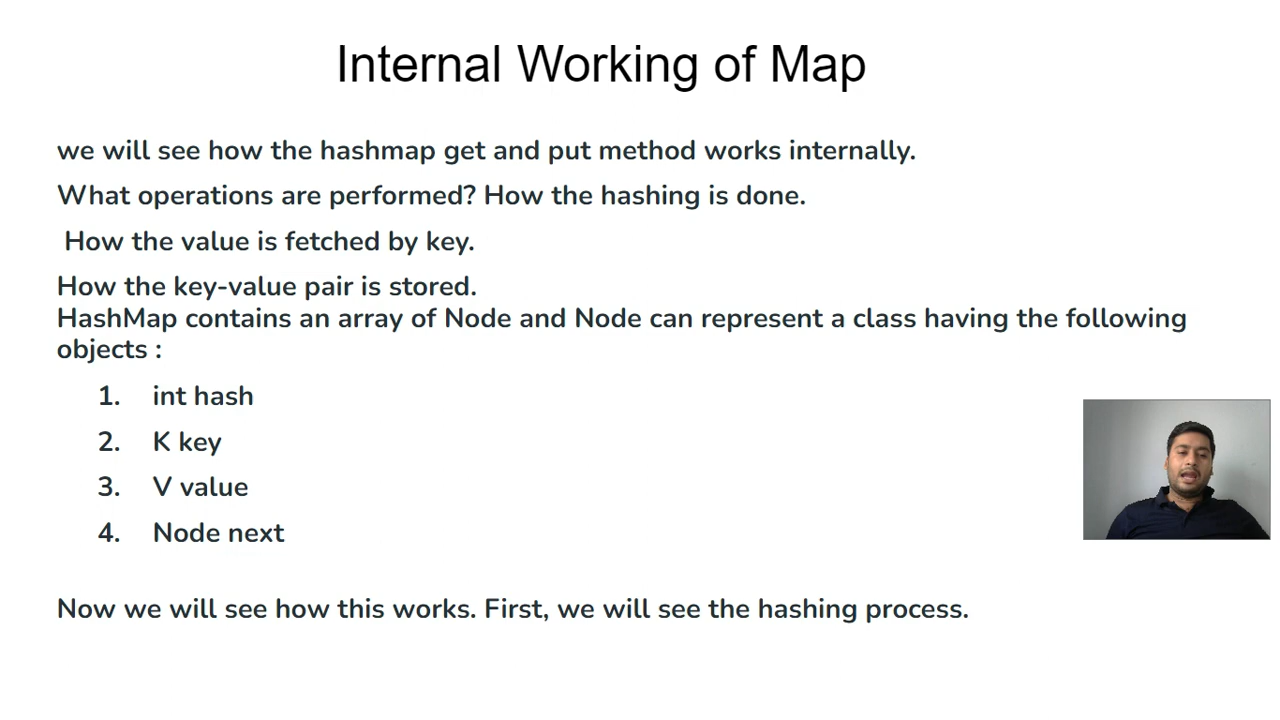 Internal Working of Map
we will see how the hashmap get and put method works internally.
What operations are performed? How the hashing is done.
How the value is fetched by key.
How the key-value pair is stored.
HashMap contains an array of Node and Node can represent a class having the following
objects :
1. int hash
2. K key
3. V value
4. Node next
Now we will see how this works. First, we will see the hashing process.